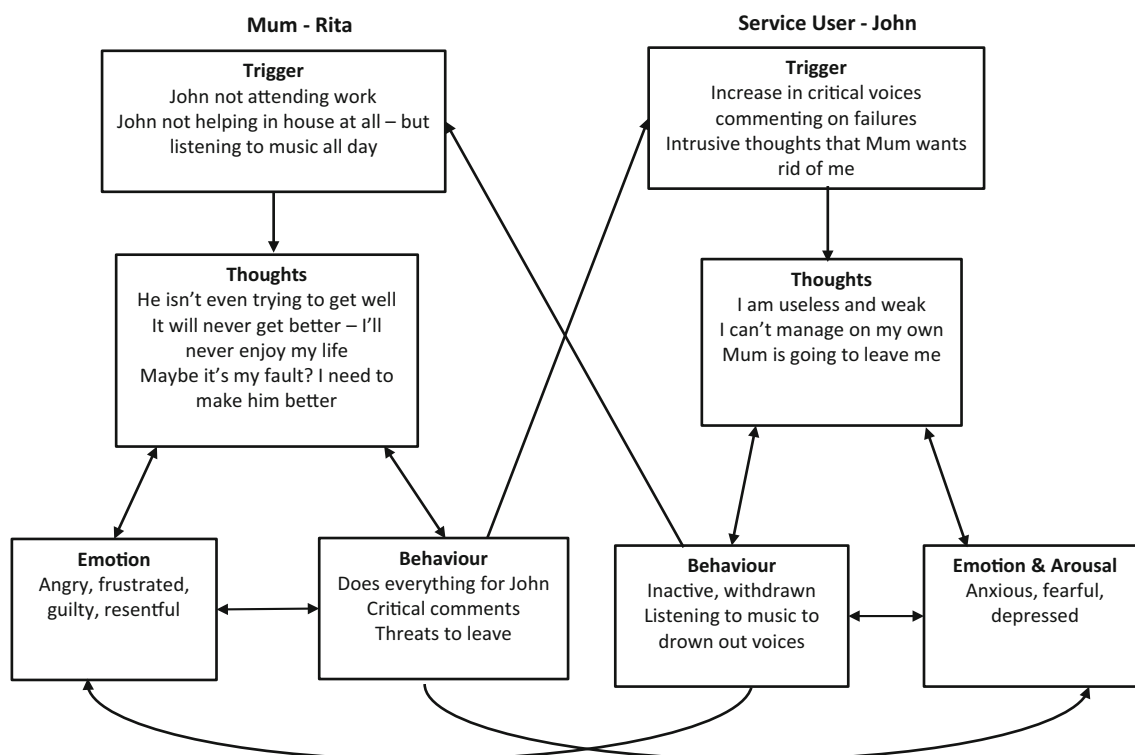 Mum - Rita
Trigger
John not attending work
John not helping in house at all – but
listening to music all day
Thoughts
He isn't even trying to get well
It will never get better – I'll
never enjoy my life
Maybe it's my fault? I need to
make him better
Emotion
Angry, frustrated,
guilty, resentful
Behaviour
Does everything for John
Critical comments
Threats to leave
Service User - John
Trigger
Increase in critical voices
commenting on failures
Intrusive thoughts that Mum wants
rid of me
Thoughts
I am useless and weak
I can't manage on my own
Mum is going to leave me
Behaviour
Inactive, withdrawn
Listening to music to
drown out voices
Emotion & Arousal
Anxious, fearful,
depressed